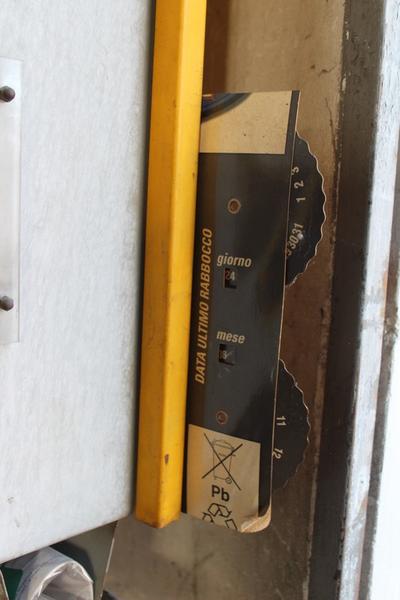 3
2
1
31
30
giorno
24
DATA ULTIMO RABBOCCO
mese
11
12
Pb